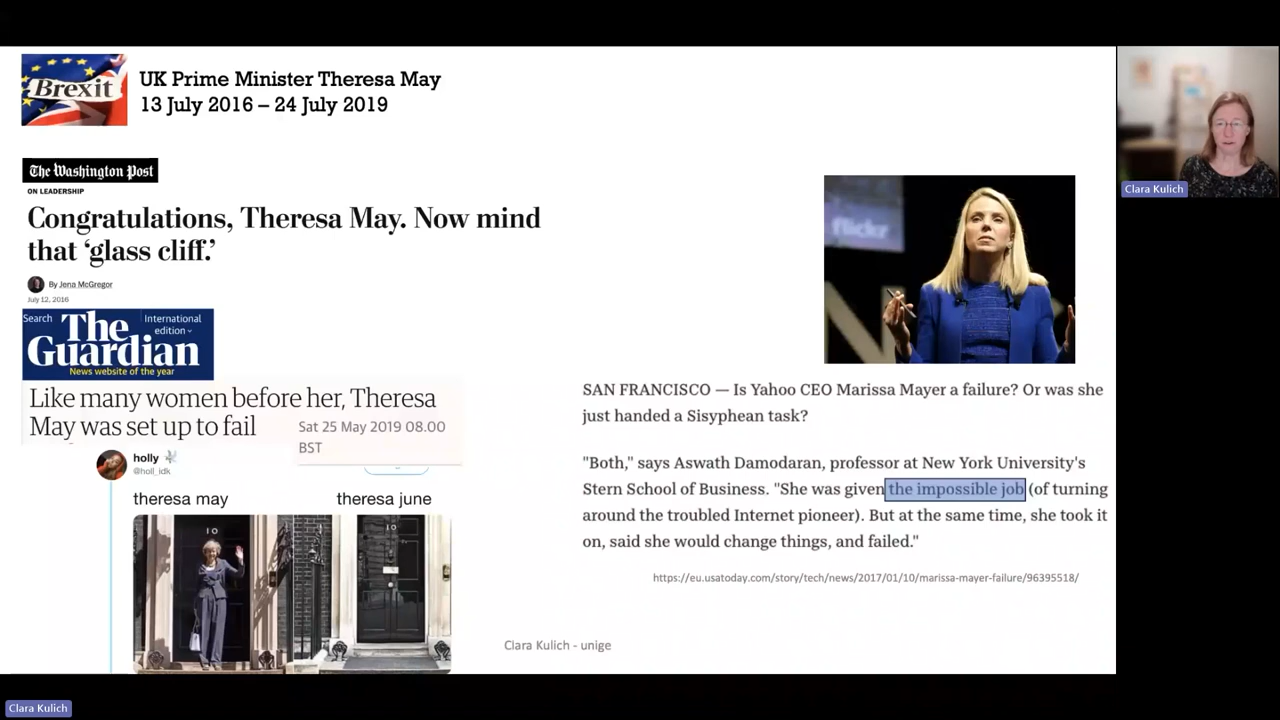 Brexit
UK Prime Minister Theresa May
13 July 2016 – 24 July 2019
The Washington Post
ON LEADERSHIP
Congratulations, Theresa May. Now mind
that ‘glass cliff.’
By Jena McGregor
July 12, 2016
Search
International
edition
The
Guardian
News website of the year
Like many women before her, Theresa
May was set up to fail
Sat 25 May 2019 08.00
BST
holly
@holl_idk
theresa may
theresa june
10
10
flickr
SAN FRANCISCO — Is Yahoo CEO Marissa Mayer a failure? Or was she
just handed a Sisyphean task?
"Both," says Aswath Damodaran, professor at New York University's
Stern School of Business. "She was given the impossible job (of turning
around the troubled Internet pioneer). But at the same time, she took it
on, said she would change things, and failed."
https://eu.usatoday.com/story/tech/news/2017/01/10/marissa-mayer-failure/96395518/
Clara Kulich - unige
Clara Kulich
Clara Kulich